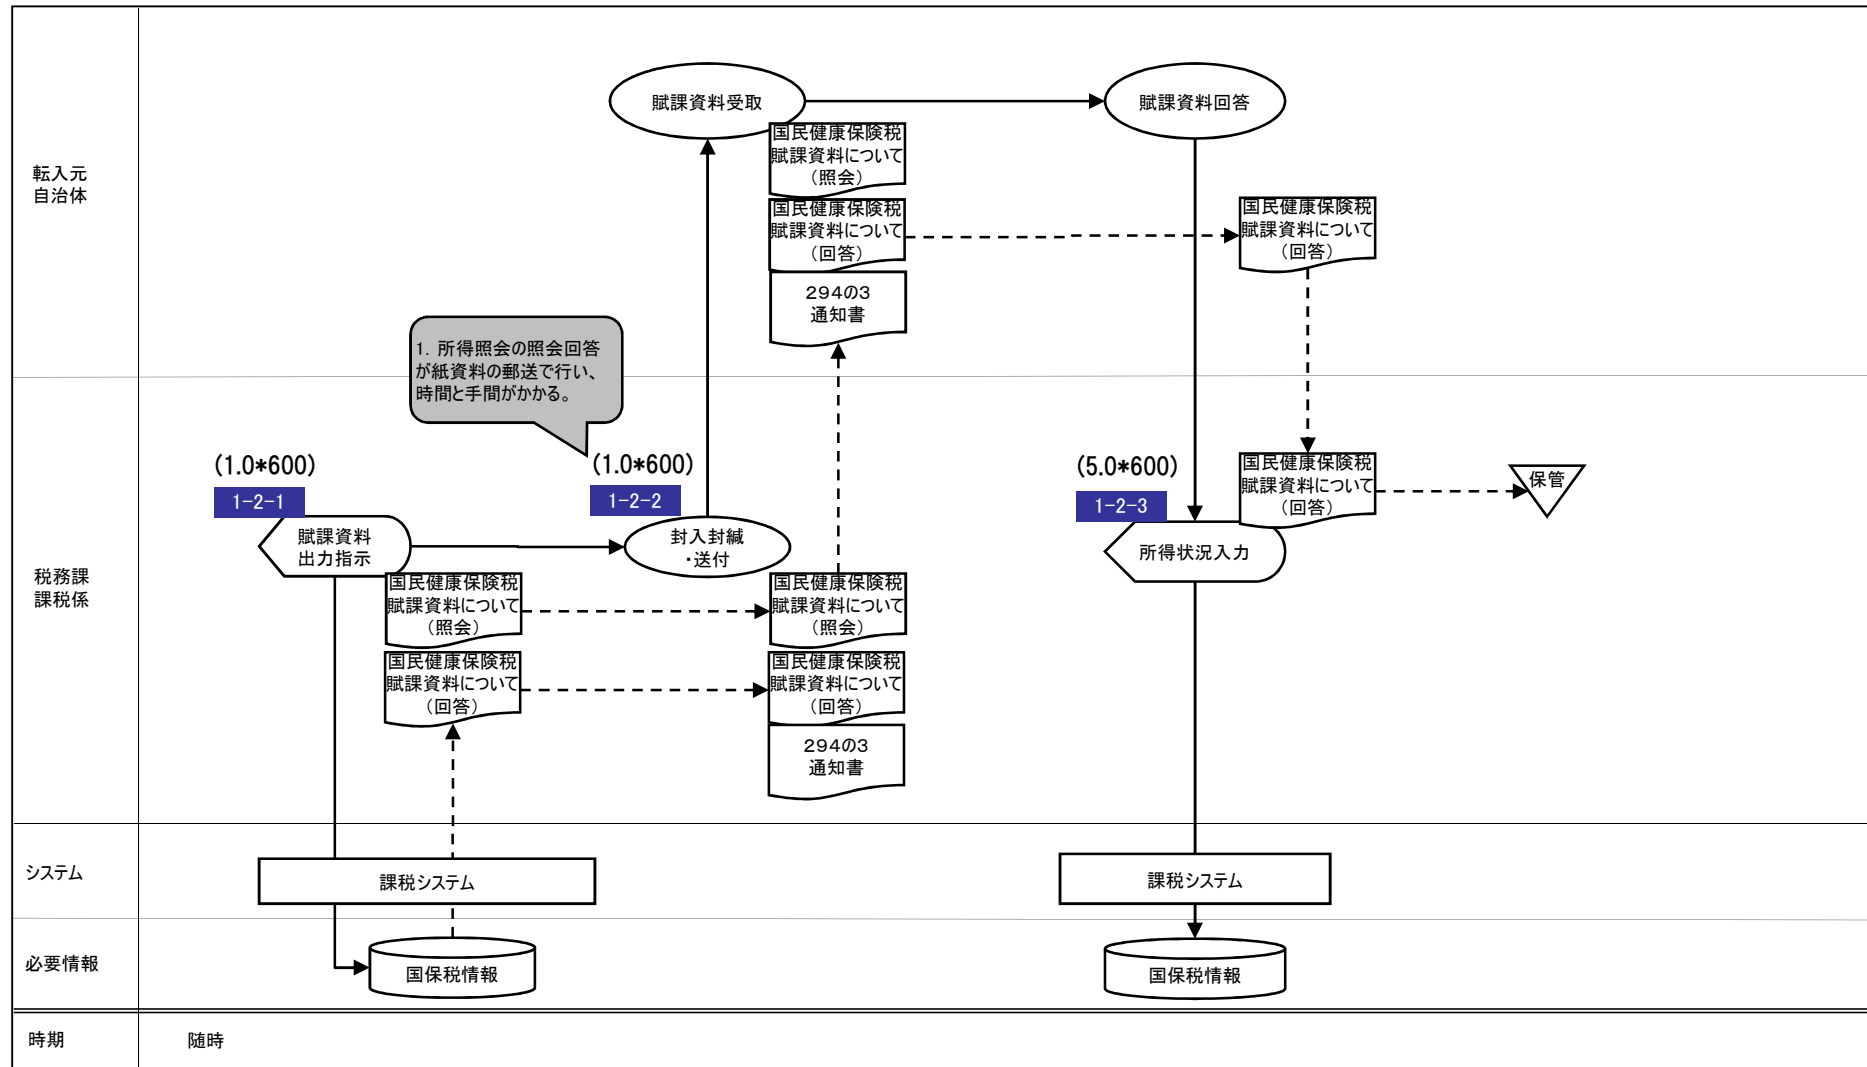 転入元
自治体
賦課資料受取
賦課資料回答
国民健康保険税
賦課資料について
（照会）
国民健康保険税
賦課資料について
（回答）
294の3
通知書
国民健康保険税
賦課資料について
（回答）
1. 所得照会の照会回答
が紙資料の郵送で行い、
時間と手間がかかる。
税務課
課税係
(1.0*600)
1-2-1
賦課資料
出力指示
(1.0*600)
1-2-2
封入封緘
・送付
(5.0*600)
1-2-3
所得状況入力
国民健康保険税
賦課資料について
（回答）
保管
国民健康保険税
賦課資料について
（照会）
国民健康保険税
賦課資料について
（照会）
国民健康保険税
賦課資料について
（回答）
国民健康保険税
賦課資料について
（回答）
294の3
通知書
システム
課税システム
課税システム
必要情報
国保税情報
国保税情報
時期
随時